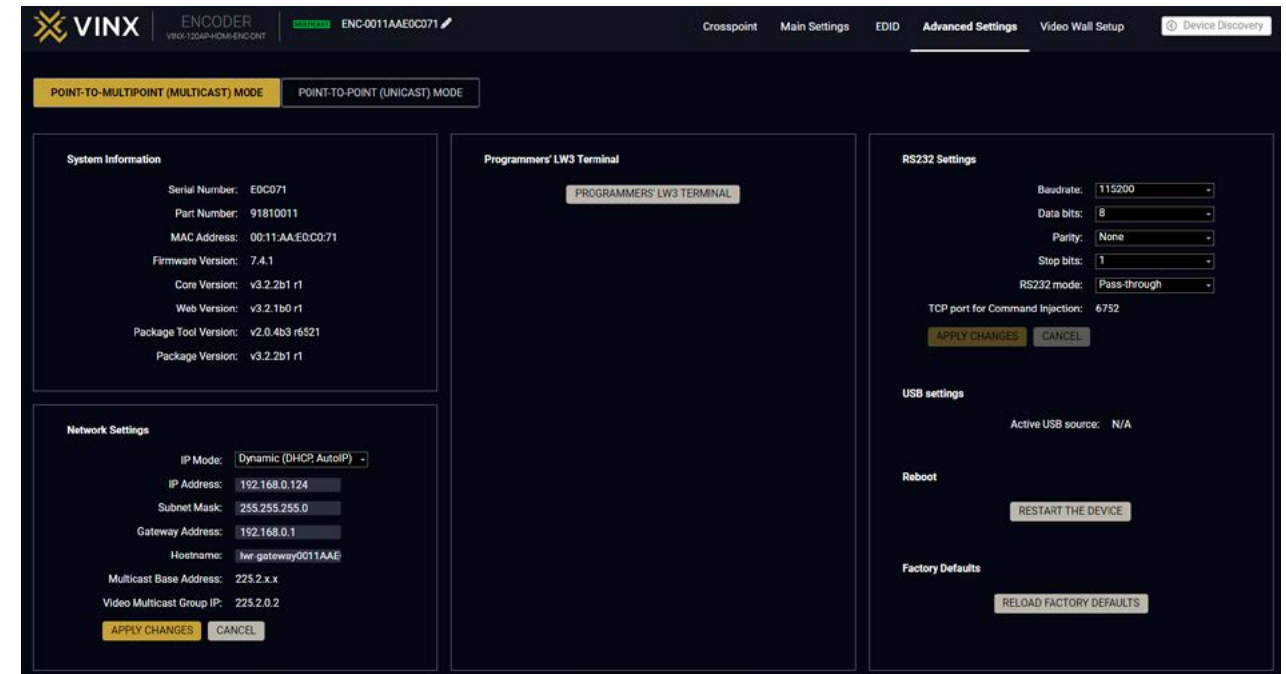 VINX
ENCODER
VINX-120AP-HDMI-ENC-DNT
MULTICAST
ENC-0011AAE0C071
Crosspoint
Main Settings
EDID
Advanced Settings
Video Wall Setup
Device Discovery
POINT-TO-MULTIPOINT (MULTICAST) MODE
POINT-TO-POINT (UNICAST) MODE
System Information
Serial Number: E0C071
Part Number: 91810011
MAC Address: 00:11:AA:E0:C0:71
Firmware Version: 7.4.1
Core Version: v3.2.2b1 r1
Web Version: v3.2.1b0 r1
Package Tool Version: v2.0.4b3 r6521
Package Version: v3.2.2b1 r1
Network Settings
IP Mode: Dynamic (DHCP, AutoIP)
IP Address: 192.168.0.124
Subnet Mask: 255.255.255.0
Gateway Address: 192.168.0.1
Hostname: lwr-gateway0011AAE
Multicast Base Address: 225.2.x.x
Video Multicast Group IP: 225.2.0.2
APPLY CHANGES CANCEL
Programmers' LW3 Terminal
PROGRAMMERS' LW3 TERMINAL
RS232 Settings
Baudrate: 115200
Data bits: 8
Parity: None
Stop bits: 1
RS232 mode: Pass-through
TCP port for Command Injection: 6752
APPLY CHANGES CANCEL
USB settings
Active USB source: N/A
Reboot
RESTART THE DEVICE
Factory Defaults
RELOAD FACTORY DEFAULTS